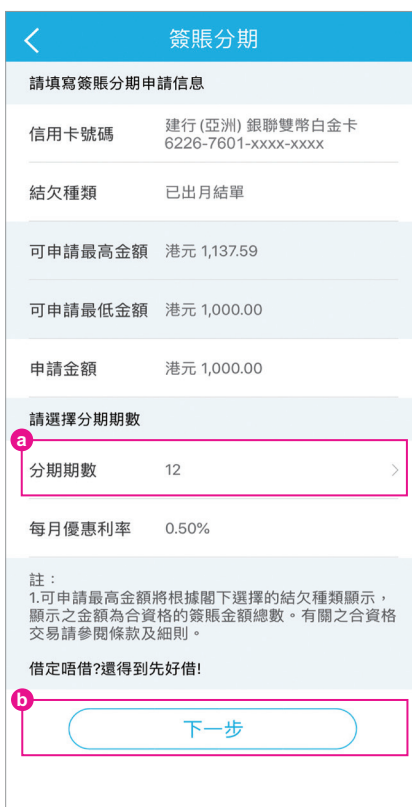 簽賬分期
請填寫簽賬分期申請信息
信用卡號碼
建行(亞洲) 銀聯雙幣白金卡
6226-7601-xxxx-xxxx
結欠種類 已出月結單
可申請最高金額 港元 1,137.59
可申請最低金額 港元 1,000.00
申請金額 港元 1,000.00
請選擇分期期數
a
分期期數 12
每月優惠利率 0.50%
註：
1.可申請最高金額將根據閣下選擇的結欠種類顯示，
顯示之金額為合資格的簽賬金額總數。有關之合資格
交易請參閱條款及細則。
借定唔借?還得到先好借!
b
下一步